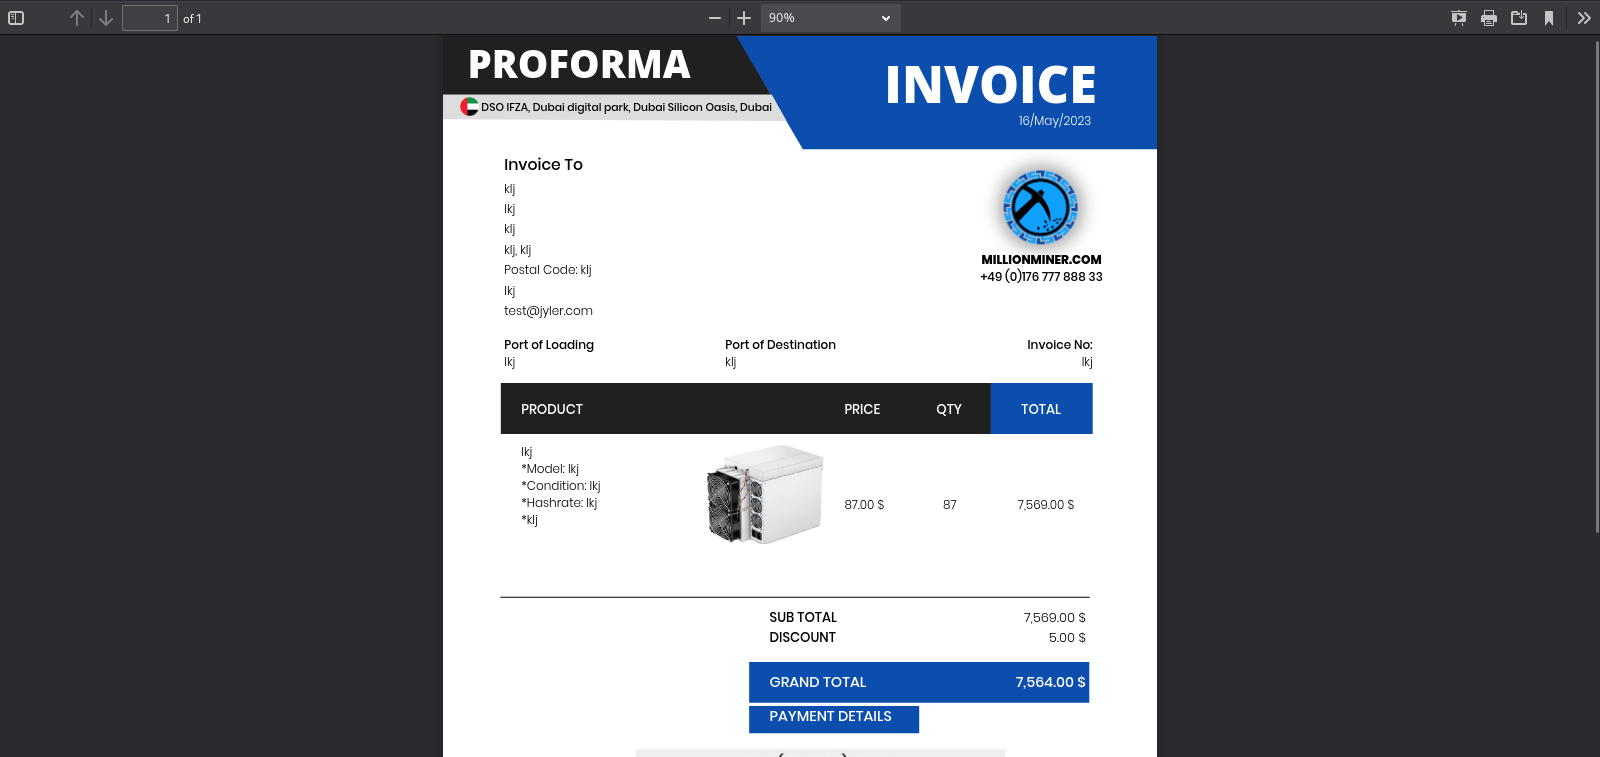 1 of 1
90%
PROFORMA
INVOICE
DSO IFZA, Dubai digital park, Dubai Silicon Oasis, Dubai
16/May/2023
Invoice To
klj
lkj
klj
klj, klj
Postal Code: klj
lkj
test@jyler.com
MILLIONMINER.COM
+49 (0)176 777 888 33
Port of Loading Port of Destination Invoice No:
lkj klj lkj
PRODUCT PRICE QTY TOTAL
lkj
*Model: lkj
*Condition: lkj
*Hashrate: lkj
*klj
87.00 $ 87 7,569.00 $
SUB TOTAL 7,569.00 $
DISCOUNT 5.00 $
GRAND TOTAL 7,564.00 $
PAYMENT DETAILS